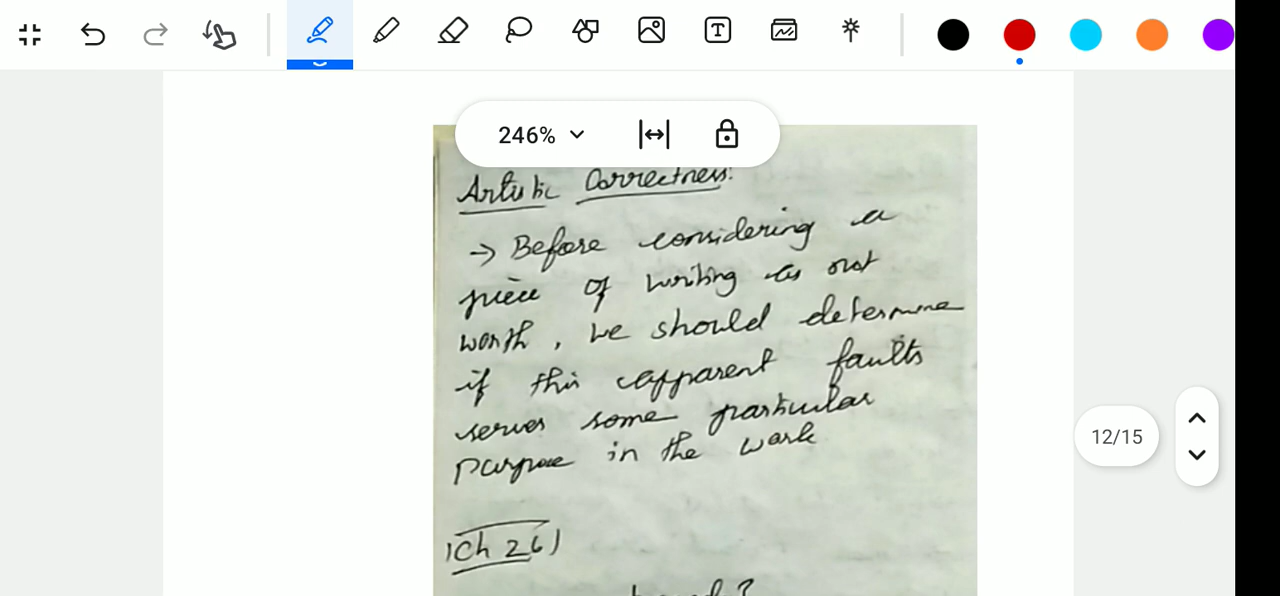 246%
Artistic Correctness:
→ Before considering a
piece of writing as not
worth, we should determine
if this apparent faults
serves some particular
purpose in the work
(Ch 26)
12/15